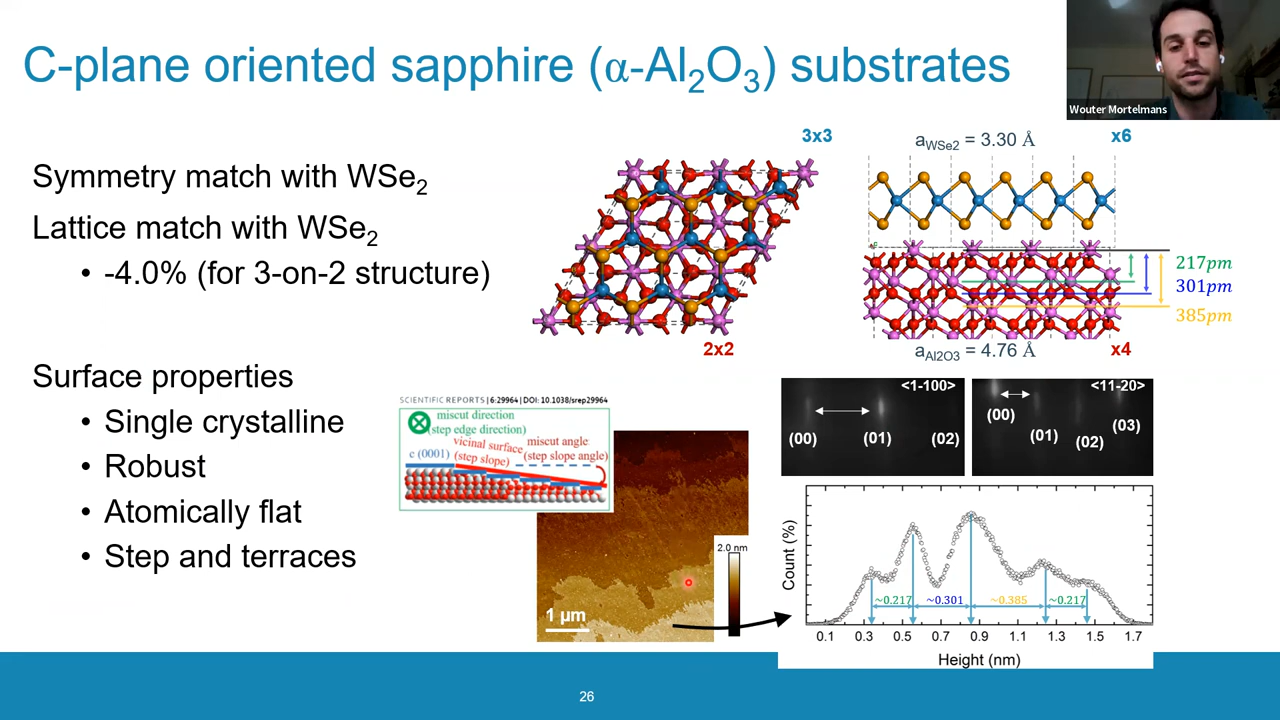 C-plane oriented sapphire (α-Al2O3) substrates
Wouter Mortelmans
Symmetry match with WSe2
Lattice match with WSe2
• -4.0% (for 3-on-2 structure)
Surface properties
• Single crystalline
• Robust
• Atomically flat
• Step and terraces
3x3
2x2
aWSe2 = 3.30 Å
x6
217pm
301pm
385pm
aAl2O3 = 4.76 Å
x4
SCIENTIFIC REPORTS | 6:29964 | DOI: 10.1038/srep29964
miscut direction
(step edge direction)
vicinal surface
(step slope)
miscut angle
(step slope angle)
c (0001)
2.0 nm
1 µm
<1-100>
(00)
(01)
(02)
<11-20>
(00)
(01)
(02)
(03)
Count (%)
~0.217
~0.301
~0.385
~0.217
0.1 0.3 0.5 0.7 0.9 1.1 1.3 1.5 1.7
Height (nm)
26